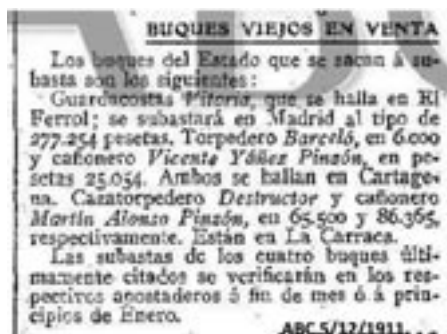 BUQUES VIEJOS EN VENTA
Los buques del Estado que se sacan á su-
basta son los siguientes:
Guardacostas Vitoria, que se halla en El
Ferrol; se subastará en Madrid al tipo de
277.254 pesetas. Torpedero Barceló, en 6.000
y cañonero Vicente Yáñez Pinzón, en pe-
setas 25.054. Ambos se hallan en Cartage-
na. Cazatorpedero Destructor y cañonero
Martín Alonso Pinzón, en 65.500 y 86.365,
respectivamente. Están en La Carraca.
Las subastas de los cuatro buques últi-
mamente citados se verificarán en los res-
pectivos apostaderos á fin de mes ó á prin-
cipios de Enero.
ABC 5/12/1911.